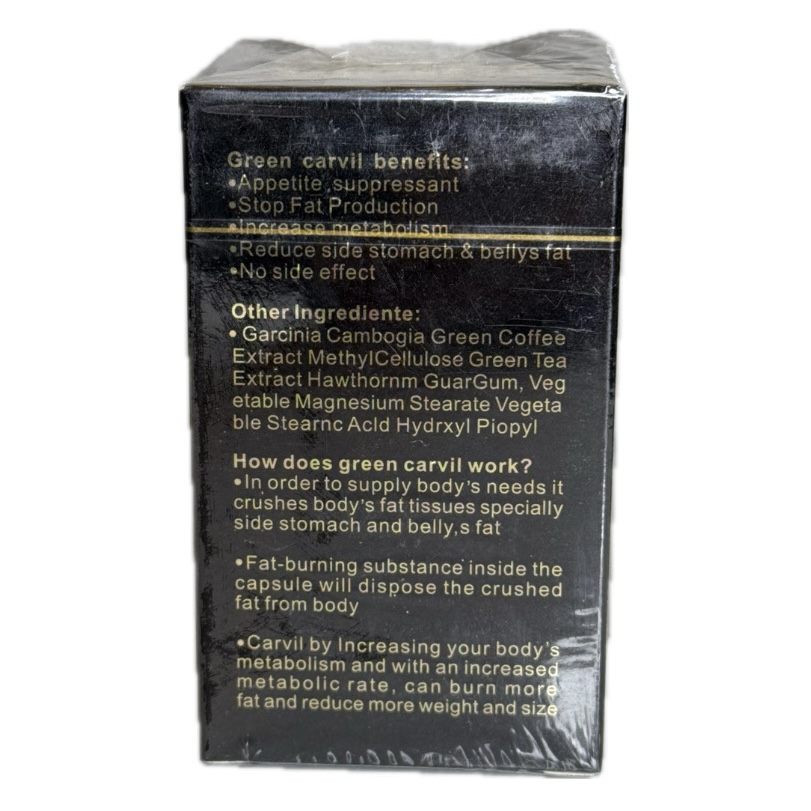 Green carvil benefits:
•Appetite suppressant
•Stop Fat Production
•Increase metabolism
•Reduce side stomach & bellys fat
•No side effect
Other Ingrediente:
• Garcinia Cambogia Green Coffee
Extract MethylCellulose Green Tea
Extract Hawthornm GuarGum, Veg
etable Magnesium Stearate Vegeta
ble Stearnc Acld Hydrxyl Piopyl
How does green carvil work?
•In order to supply body's needs it
crushes body's fat tissues specially
side stomach and belly,s fat
•Fat-burning substance inside the
capsule will dispose the crushed
fat from body
•Carvil by Increasing your body's
metabolism and with an increased
metabolic rate, can burn more
fat and reduce more weight and size